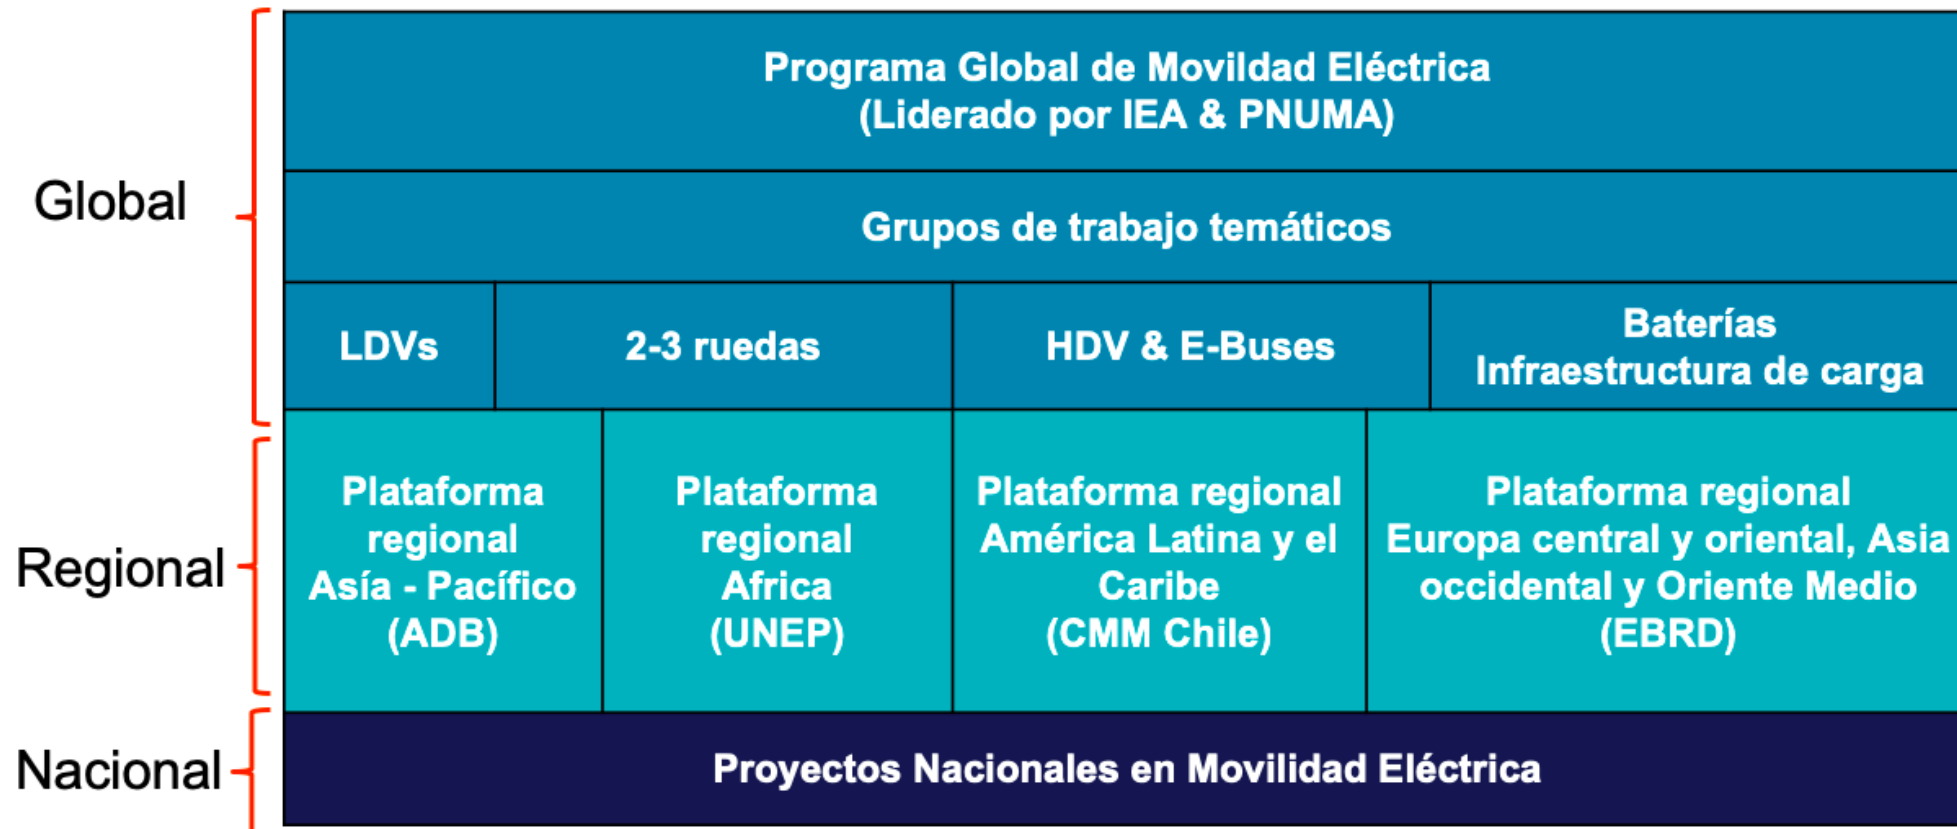 Global
Programa Global de Movildad Eléctrica
(Liderado por IEA & PNUMA)
Grupos de trabajo temáticos
LDVs
2-3 ruedas
HDV & E-Buses
Baterías
Infraestructura de carga
Regional
Plataforma
regional
Asía - Pacífico
(ADB)
Plataforma
regional
Africa
(UNEP)
Plataforma regional
América Latina y el
Caribe
(CMM Chile)
Plataforma regional
Europa central y oriental, Asia
occidental y Oriente Medio
(EBRD)
Nacional
Proyectos Nacionales en Movilidad Eléctrica